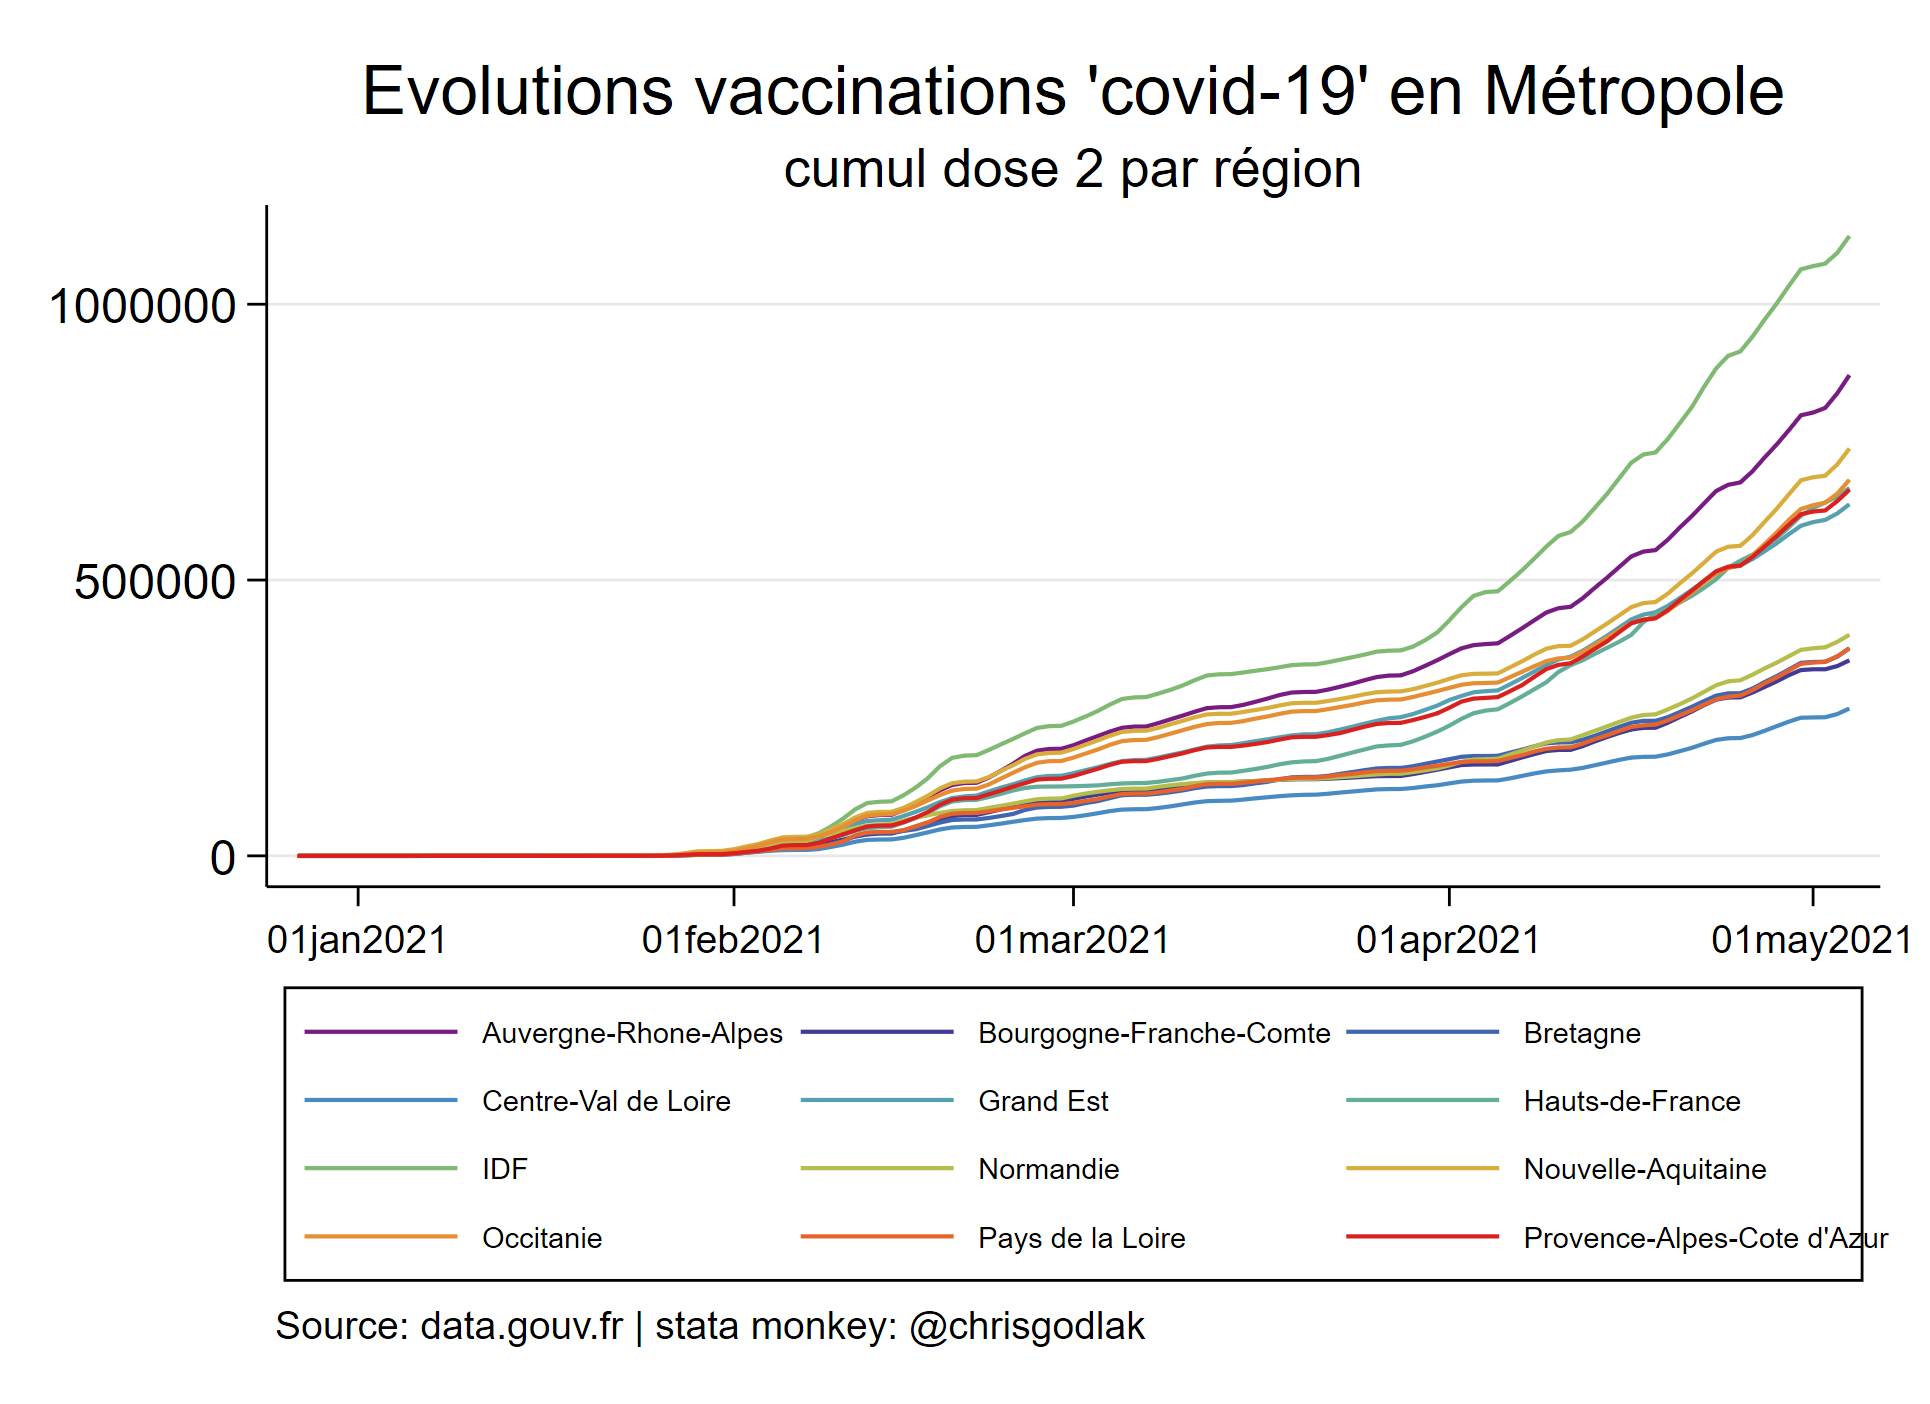 Evolutions vaccinations 'covid-19' en Métropole
cumul dose 2 par région
1000000
500000
0
01jan2021 01feb2021 01mar2021 01apr2021 01may2021
Auvergne-Rhone-Alpes Bourgogne-Franche-Comte Bretagne
Centre-Val de Loire Grand Est Hauts-de-France
IDF Normandie Nouvelle-Aquitaine
Occitanie Pays de la Loire Provence-Alpes-Cote d'Azur
Source: data.gouv.fr | stata monkey: @chrisgodlak